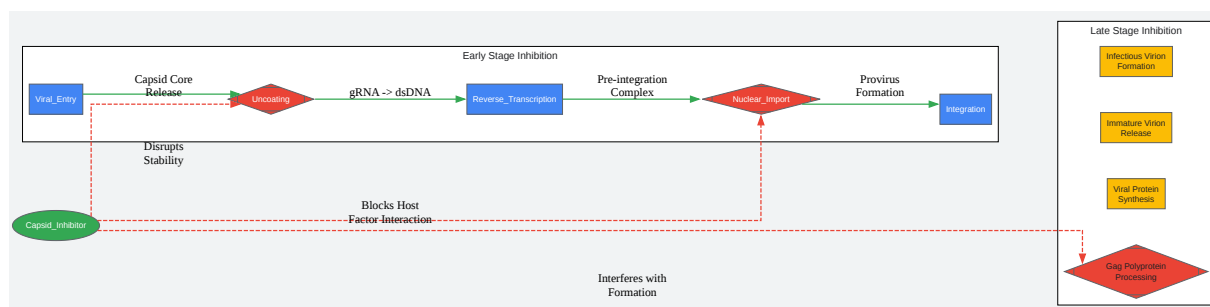 Late Stage Inhibition
Early Stage Inhibition
Infectious Virion
Formation
Capsid Core
Release
Pre-integration
Complex
Provirus
Formation
Viral_Entry
Uncoating
gRNA -> dsDNA
Reverse_Transcription
Nuclear_Import
Integration
Immature Virion
Release
Disrupts
Stability
Viral Protein
Synthesis
Blocks Host
Factor Interaction
Capsid_Inhibitor
Gag Polyprotein
Processing
Interferes with
Formation